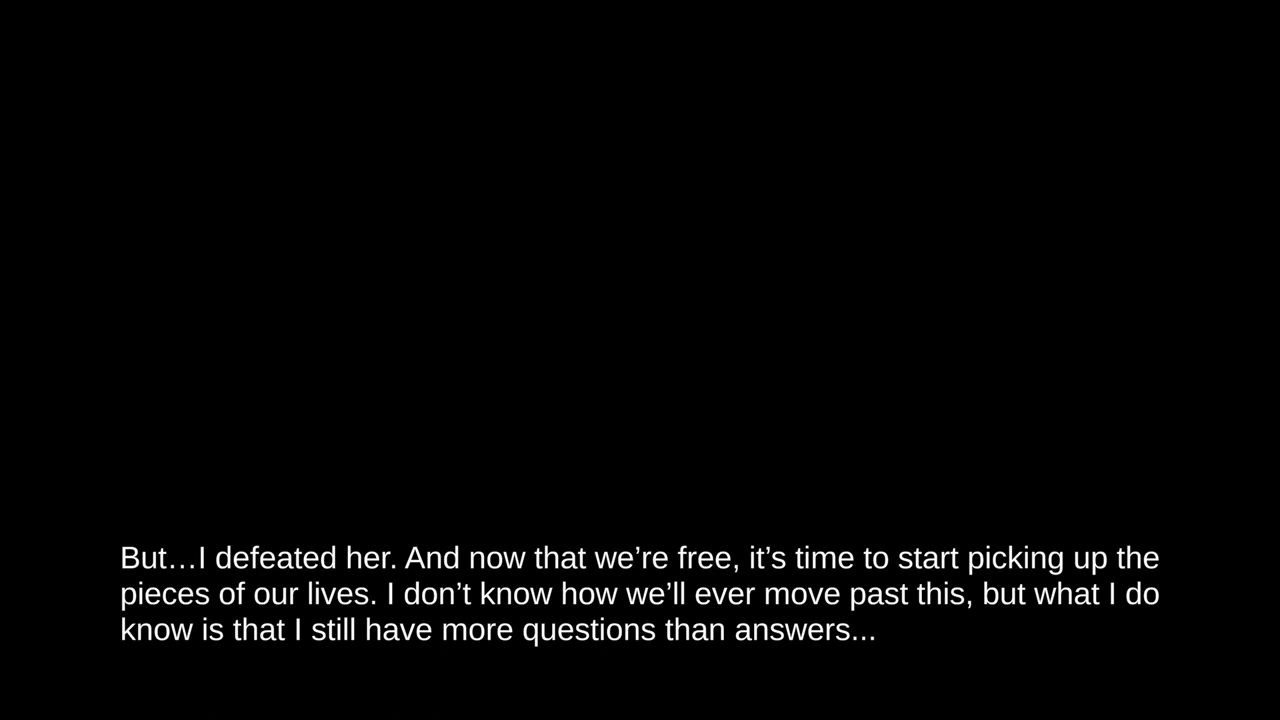 But…I defeated her. And now that we’re free, it’s time to start picking up the
pieces of our lives. I don’t know how we’ll ever move past this, but what I do
know is that I still have more questions than answers...